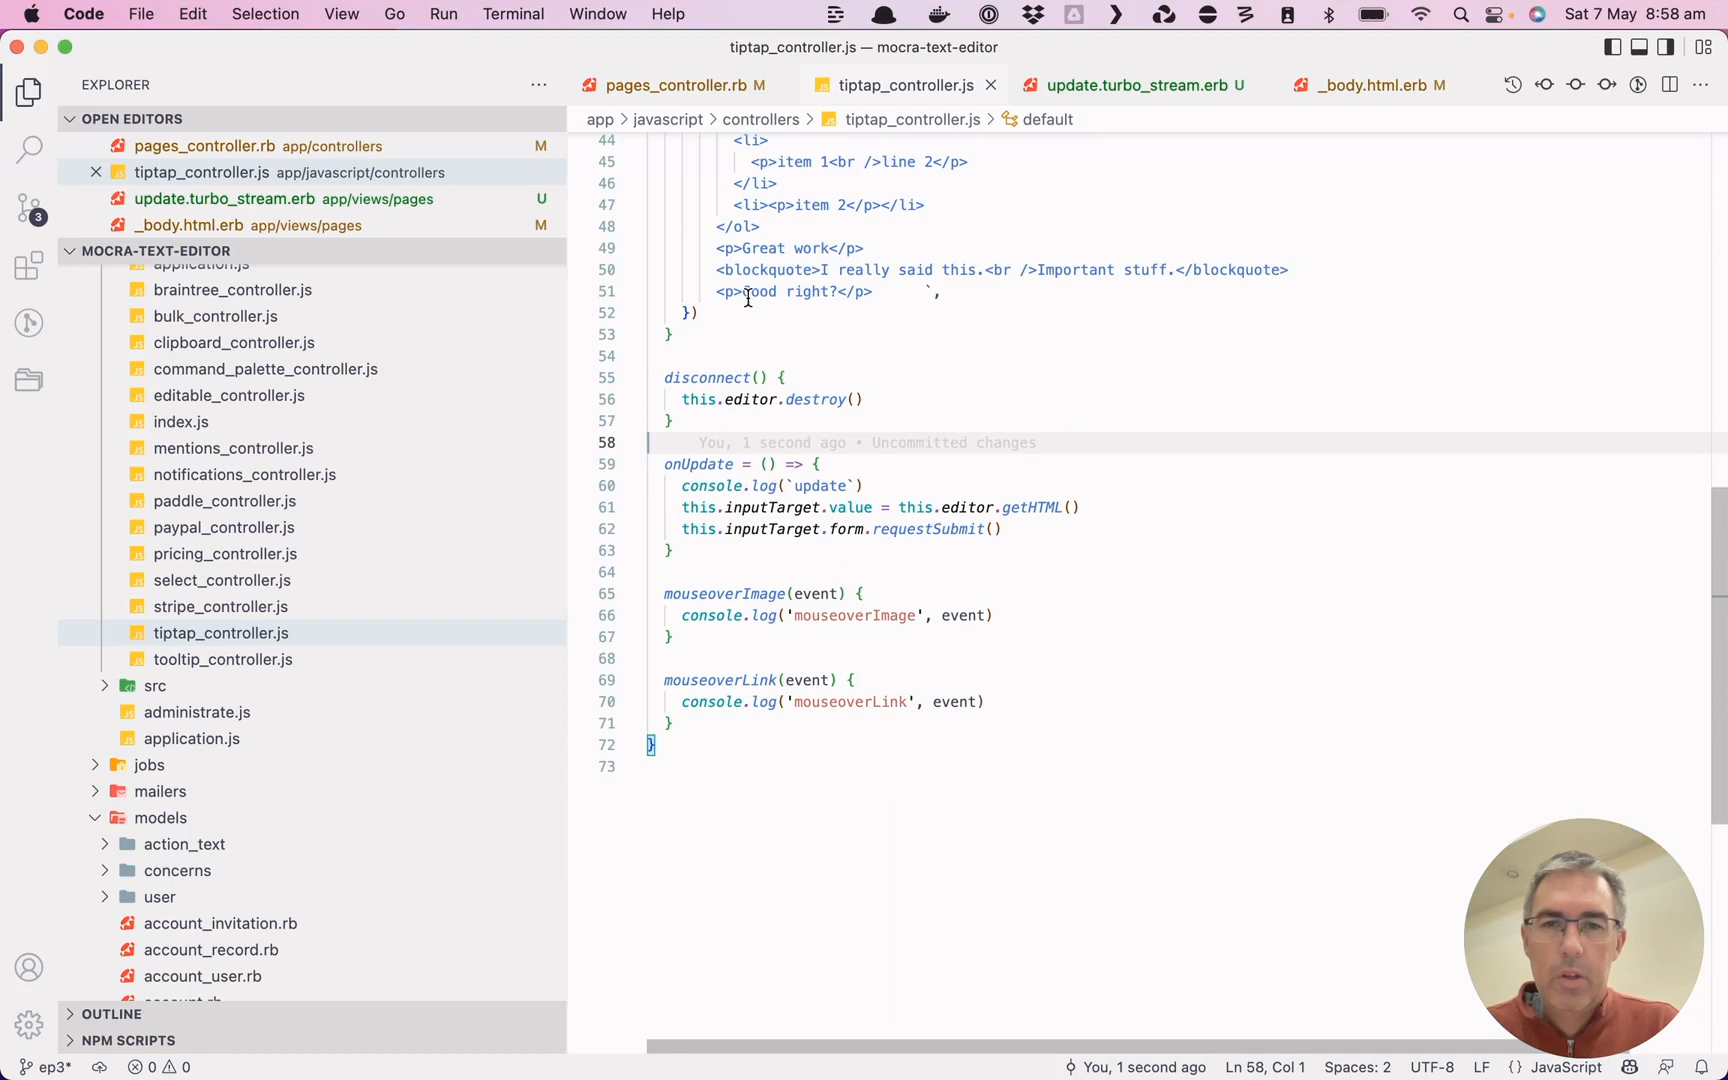 Code File Edit Selection View Go Run Terminal Window Help Sat 7 May 8:58 am
tiptap_controller.js — mocra-text-editor
EXPLORER
pages_controller.rb M
tiptap_controller.js
update.turbo_stream.erb U
_body.html.erb M
OPEN EDITORS
app > javascript > controllers > tiptap_controller.js > default
pages_controller.rb app/controllers M
tiptap_controller.js app/javascript/controllers
update.turbo_stream.erb app/views/pages U
_body.html.erb app/views/pages M
3
MOCRA-TEXT-EDITOR
application.js
braintree_controller.js
bulk_controller.js
clipboard_controller.js
command_palette_controller.js
editable_controller.js
index.js
mentions_controller.js
notifications_controller.js
paddle_controller.js
paypal_controller.js
pricing_controller.js
select_controller.js
stripe_controller.js
tiptap_controller.js
tooltip_controller.js
src
administrate.js
application.js
jobs
mailers
models
action_text
concerns
user
account_invitation.rb
account_record.rb
account_user.rb
account.rb
OUTLINE
NPM SCRIPTS
44 <li>
45 <p>item 1<br />line 2</p>
46 </li>
47 <li><p>item 2</p></li>
48 </ol>
49 <p>Great work</p>
50 <blockquote>I really said this.<br />Important stuff.</blockquote>
51 <p>Good right?</p> `,
52 })
53 }
54
55 disconnect() {
56 this.editor.destroy()
57 }
58 You, 1 second ago • Uncommitted changes
59 onUpdate = () => {
60 console.log(`update`)
61 this.inputTarget.value = this.editor.getHTML()
62 this.inputTarget.form.requestSubmit()
63 }
64
65 mouseoverImage(event) {
66 console.log('mouseoverImage', event)
67 }
68
69 mouseoverLink(event) {
70 console.log('mouseoverLink', event)
71 }
72 }
73
ep3* 0 0 You, 1 second ago Ln 58, Col 1 Spaces: 2 UTF-8 LF {} JavaScript